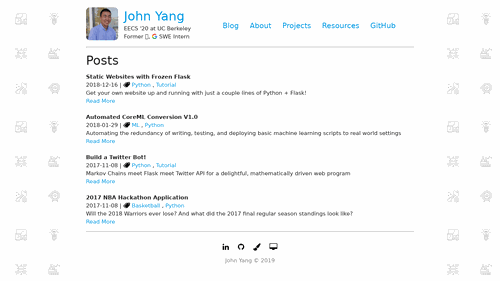 John Yang
EECS '20 at UC Berkeley
Former , SWE Intern
Blog About Projects Resources GitHub
Posts
Static Websites with Frozen Flask
2018-12-16 | Python , Tutorial
Get your own website up and running with just a couple lines of Python + Flask!
Read More
Automated CoreML Conversion V1.0
2018-01-29 | ML , Python
Automating the redundancy of writing, testing, and deploying basic machine learning scripts to real world settings
Read More
Build a Twitter Bot!
2017-11-08 | Python , Tutorial
Markov Chains meet Flask meet Twitter API for a delightful, mathematically driven web program
Read More
2017 NBA Hackathon Application
2017-11-08 | Basketball , Python
Will the 2018 Warriors ever lose? And what did the 2017 final regular season standings look like?
Read More
John Yang © 2019